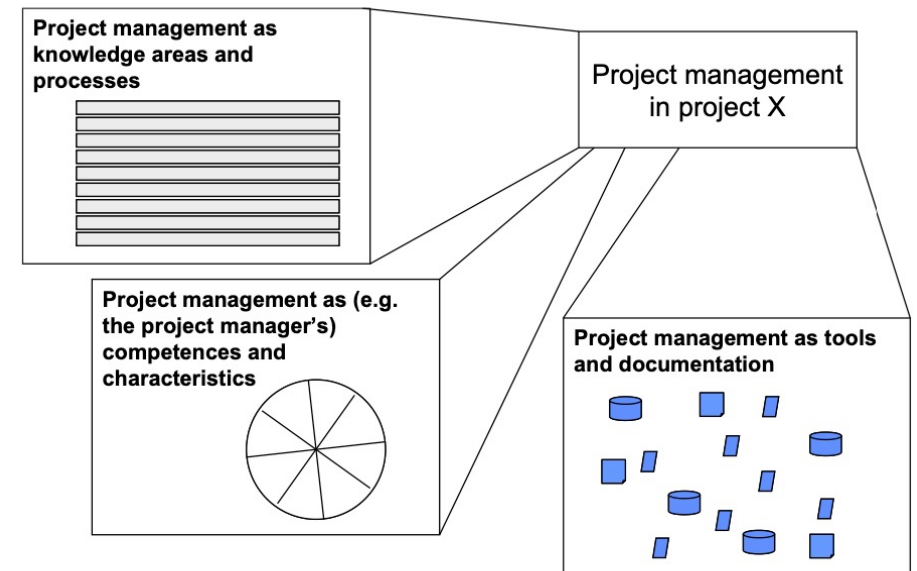 Project management as
knowledge areas and
processes
Project management
in project X
Project management as (e.g.
the project manager's)
competences and
characteristics
Project management as tools
and documentation